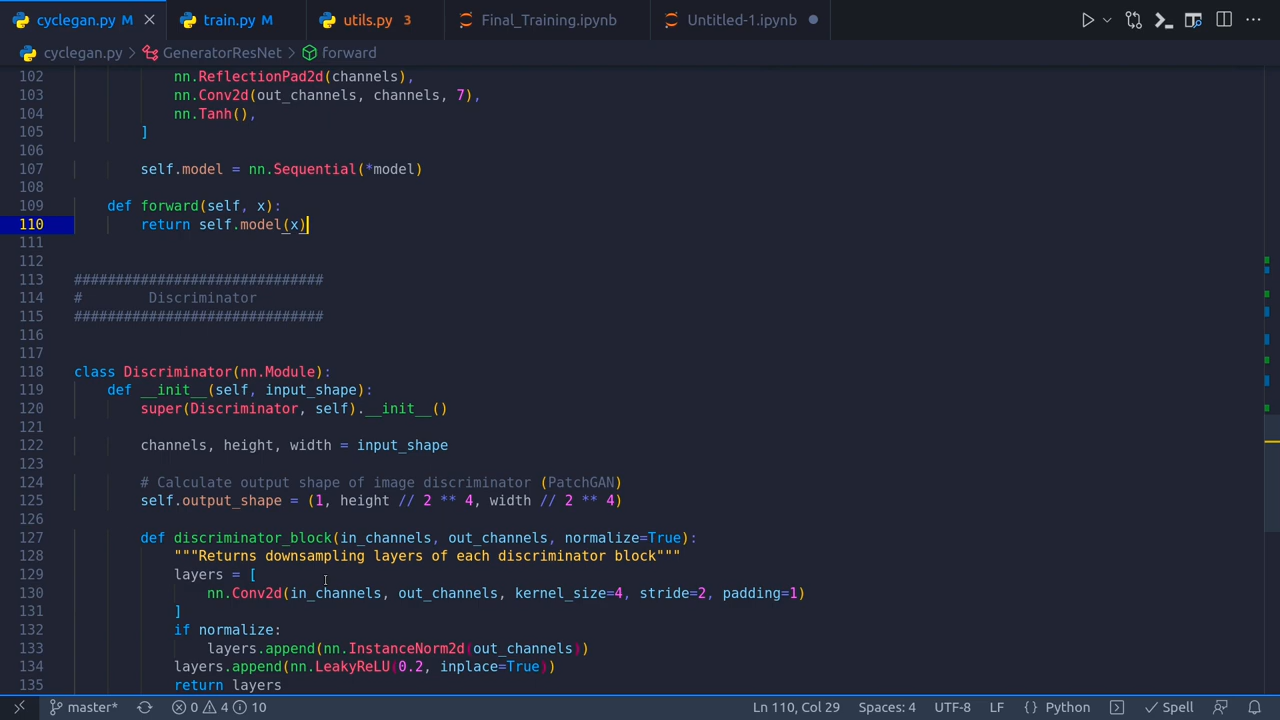 cyclegan.py M
train.py M
utils.py 3
Final_Training.ipynb
Untitled-1.ipynb
cyclegan.py > GeneratorResNet > forward
102 nn.ReflectionPad2d(channels),
103 nn.Conv2d(out_channels, channels, 7),
104 nn.Tanh(),
105 ]
106
107 self.model = nn.Sequential(*model)
108
109 def forward(self, x):
110 return self.model(x)
111
112
113 ##############################
114 #        Discriminator
115 ##############################
116
117
118 class Discriminator(nn.Module):
119 def __init__(self, input_shape):
120 super(Discriminator, self).__init__()
121
122 channels, height, width = input_shape
123
124 # Calculate output shape of image discriminator (PatchGAN)
125 self.output_shape = (1, height // 2 ** 4, width // 2 ** 4)
126
127 def discriminator_block(in_channels, out_channels, normalize=True):
128 """Returns downsampling layers of each discriminator block"""
129 layers = [
130 nn.Conv2d(in_channels, out_channels, kernel_size=4, stride=2, padding=1)
131 ]
132 if normalize:
133 layers.append(nn.InstanceNorm2d(out_channels))
134 layers.append(nn.LeakyReLU(0.2, inplace=True))
135 return layers
master* 0 4 10 Ln 110, Col 29 Spaces: 4 UTF-8 LF {} Python Spell